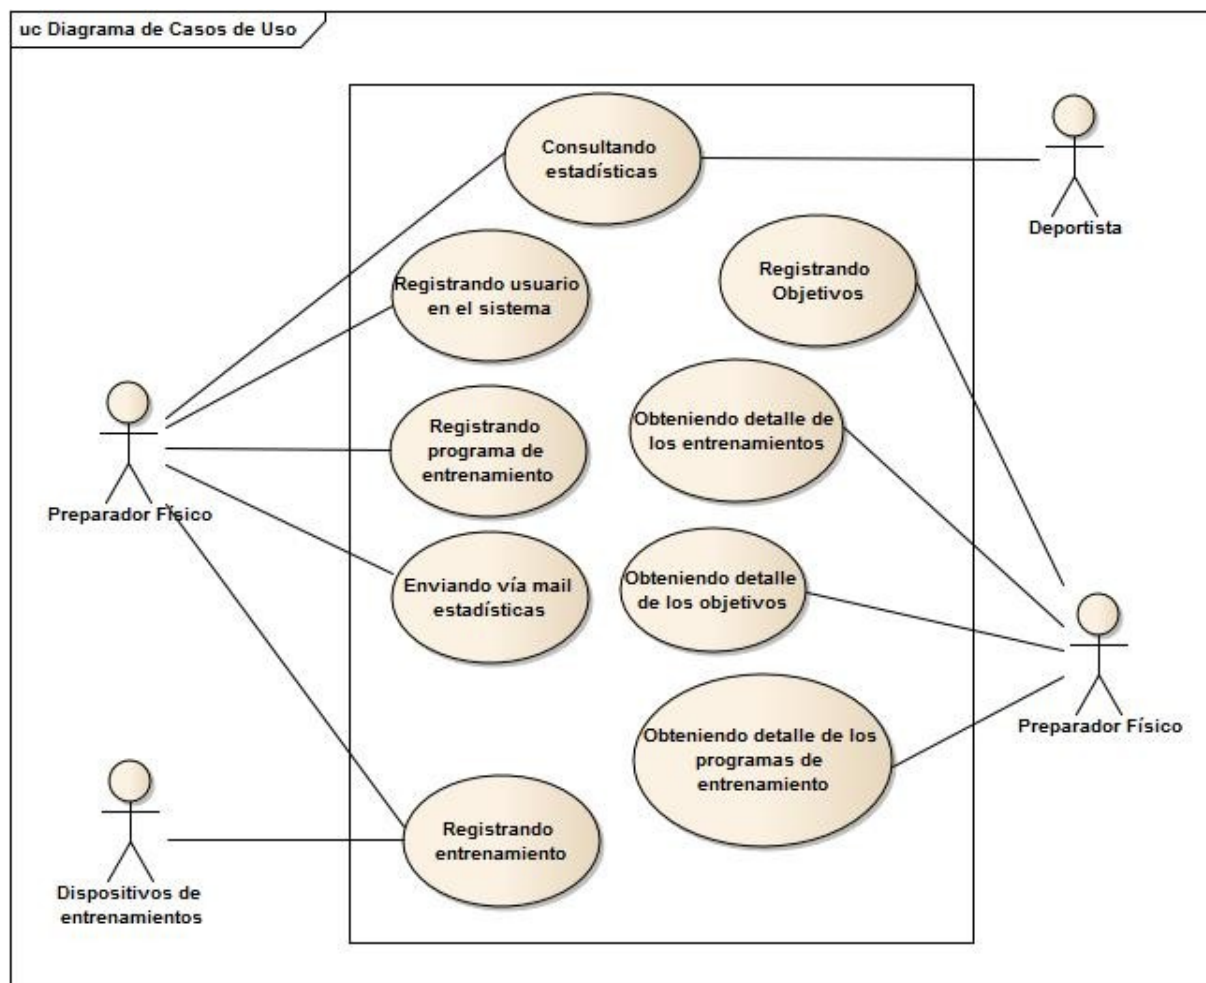 uc Diagrama de Casos de Uso
Consultando
estadísticas
Deportista
Registrando usuario
en el sistema
Registrando
Objetivos
Registrando
programa de
entrenamiento
Obteniendo detalle de
los entrenamientos
Preparador Físico
Enviando vía mail
estadísticas
Obteniendo detalle
de los objetivos
Preparador Físico
Obteniendo detalle de los
programas de
entrenamiento
Registrando
entrenamiento
Dispositivos de
entrenamientos